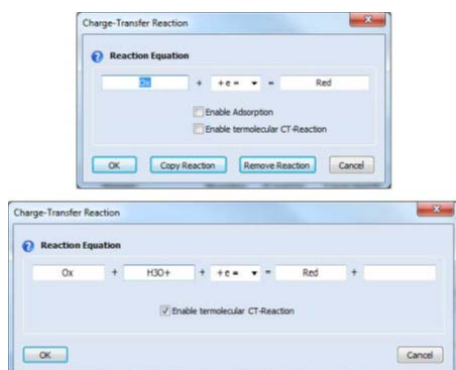 Charge-Transfer Reaction
Reaction Equation
Ox + +e = = Red
Enable Adsorption
Enable termolecular CT-Reaction
OK Copy Reaction Remove Reaction Cancel
Charge-Transfer Reaction
Reaction Equation
Ox + H3O+ + +e = = Red +
Enable termolecular CT-Reaction
OK Cancel